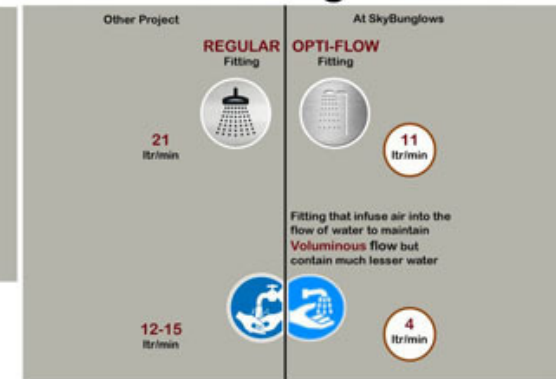 Other Project
At SkyBunglows
REGULAR
Fitting
OPTI-FLOW
Fitting
21
ltr/min
11
ltr/min
Fitting that infuse air into the
flow of water to maintain
Voluminous flow but
contain much lesser water
12-15
ltr/min
4
ltr/min